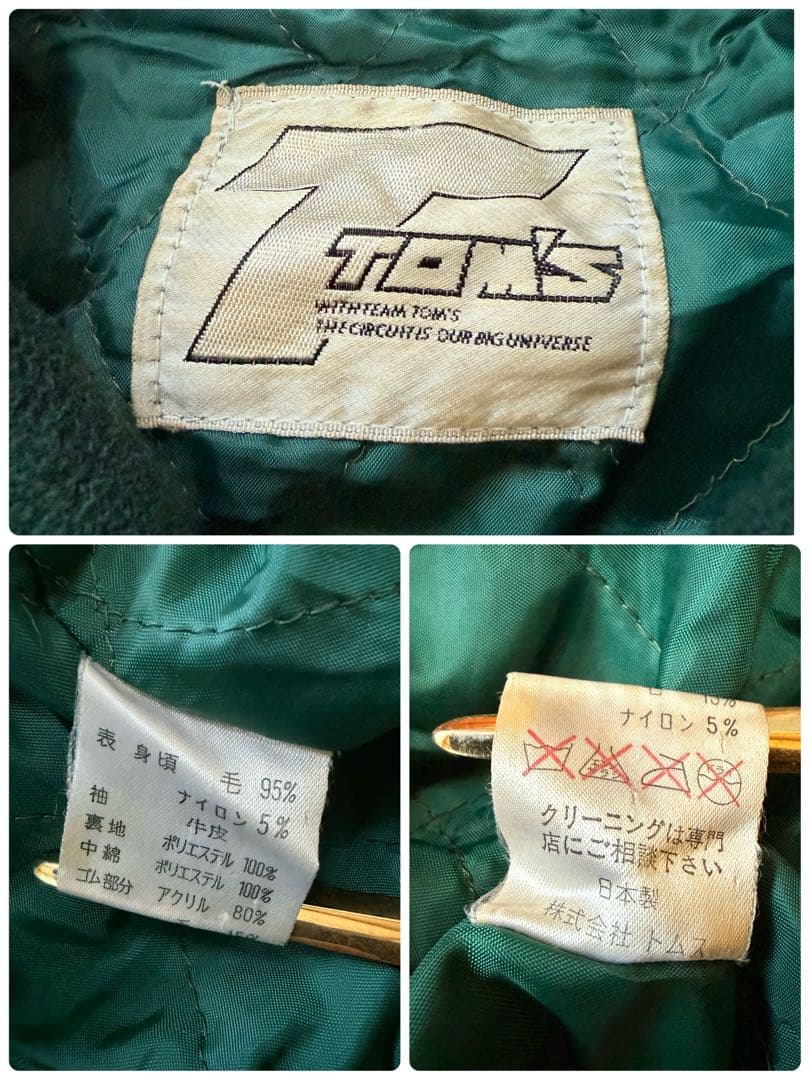 TOM'S
WITH TEAM TOM'S
THE CIRCUIT IS OUR BIG UNIVERSE
表 身頃 毛 95%
ナイロン 5%
袖 牛皮
裏地 ポリエステル 100%
中綿 ポリエステル 100%
ゴム部分 アクリル 80%
毛 15%
毛 15%
ナイロン 5%
クリーニングは専門
店にご相談下さい
日本製
株式会社 トムス